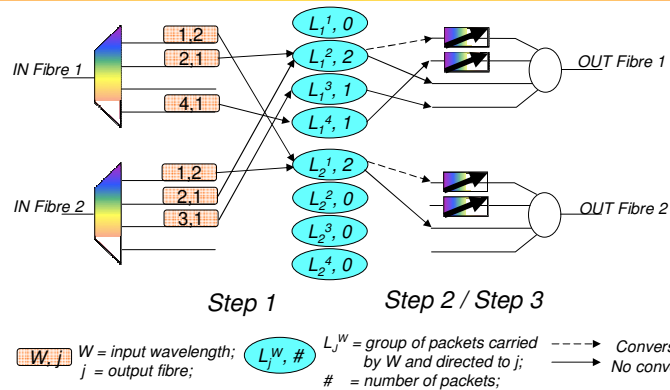 1,2
L₁¹, 0
IN Fibre 1
2,1
L₁², 2
OUT Fibre 1
L₁³, 1
4,1
L₁⁴, 1
1,2
L₂¹, 2
IN Fibre 2
2,1
L₂², 0
OUT Fibre 2
3,1
L₂³, 0
L₂⁴, 0
Step 1
Step 2 / Step 3
W, j
W = input wavelength;
j = output fibre;
Lⱼᵂ, #
L_J^W = group of packets carried
by W and directed to j;
# = number of packets;
Convers
No conv